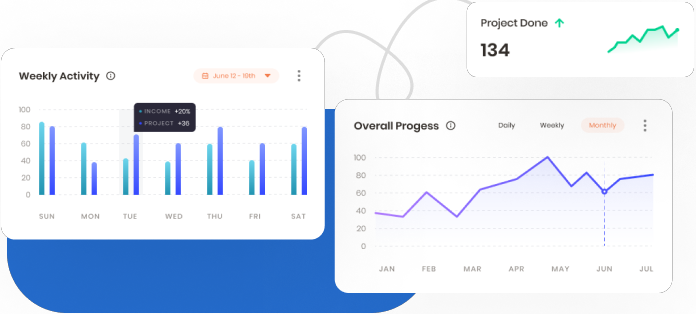 Project Done
134
Weekly Activity
June 12 - 19th
100
80
60
40
20
0
INCOME +20%
PROJECT +36
SUN MON TUE WED THU FRI SAT
Overall Progess
Daily Weekly Monthly
100
80
60
40
20
0
JAN FEB MAR APR MAY JUN JUL